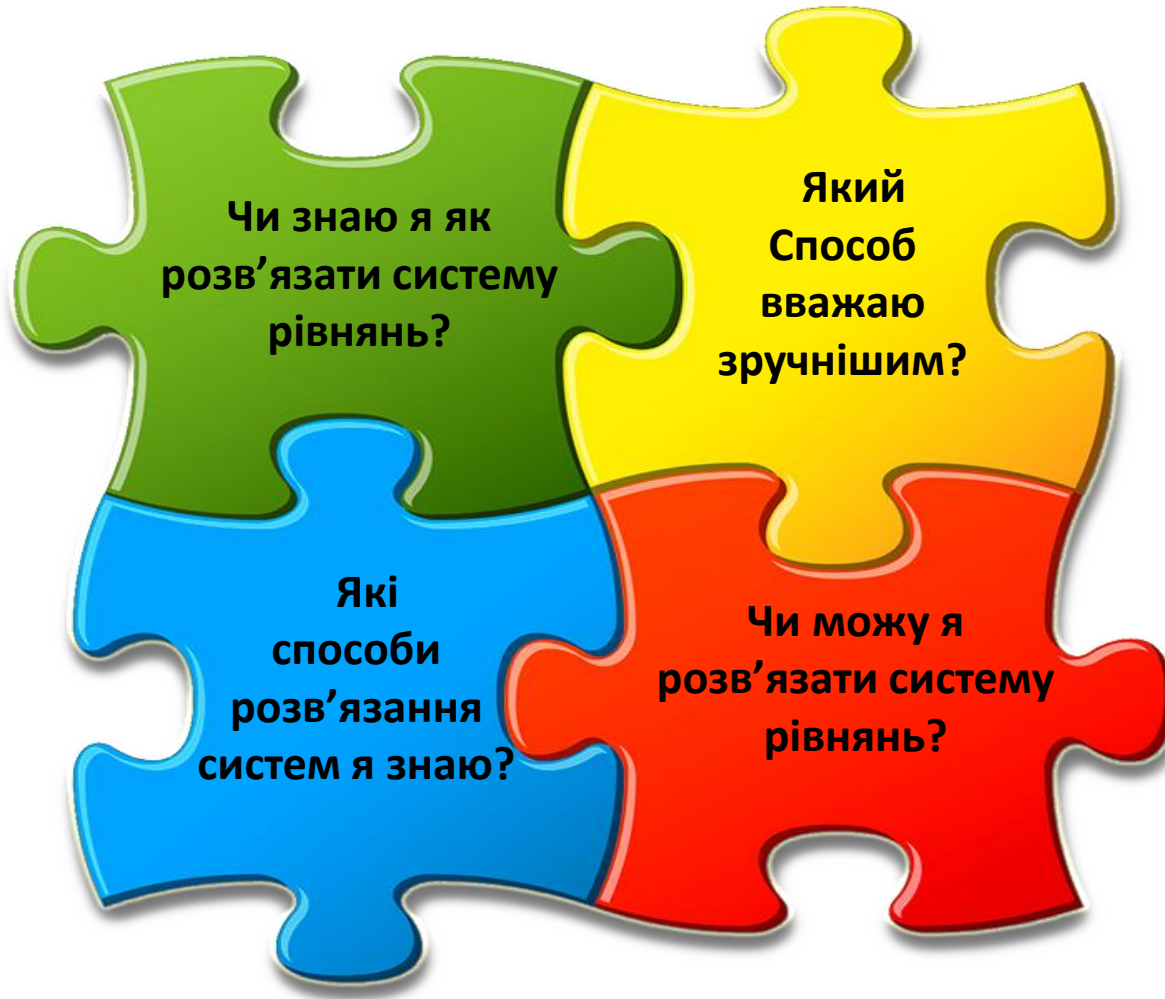 Чи знаю я як
розв’язати систему
рівнянь?
Який
Спосіб
вважаю
зручнішим?
Які
способи
розв’язання
систем я знаю?
Чи можу я
розв’язати систему
рівнянь?